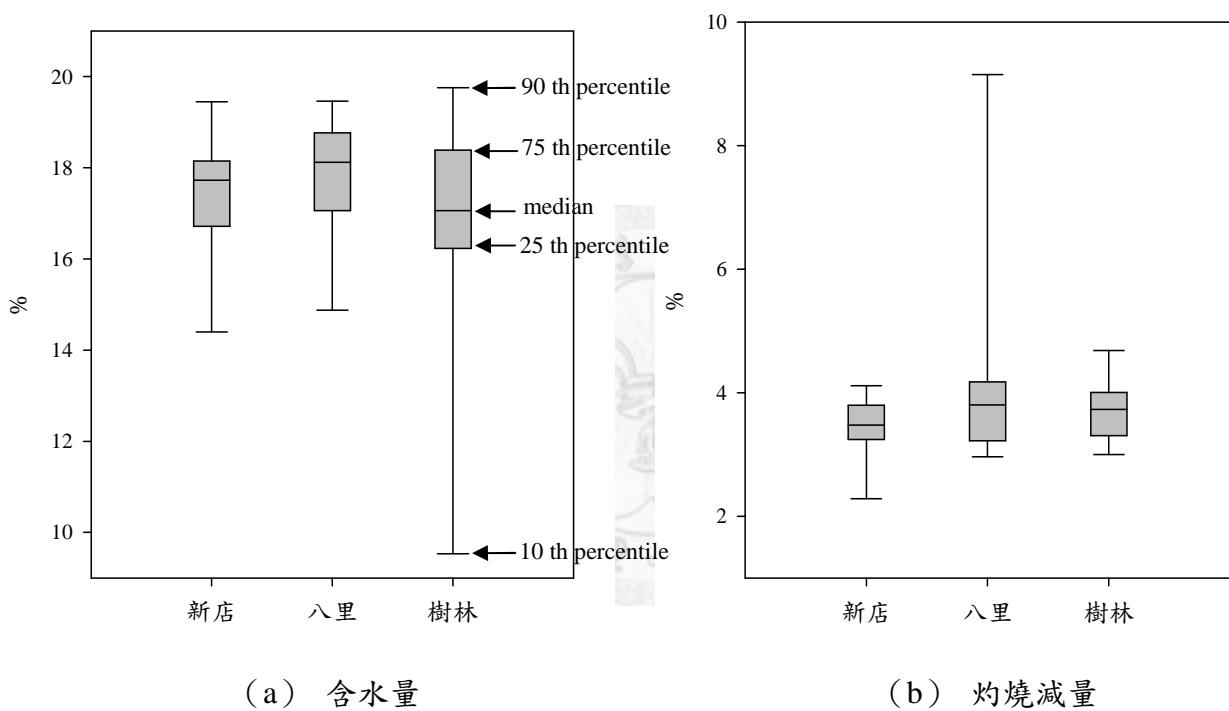 20
18
16
14
12
10
%
90 th percentile
75 th percentile
median
25 th percentile
10 th percentile
新店 八里 樹林
(a) 含水量
10
8
6
4
2
%
新店 八里 樹林
(b) 灼燒減量